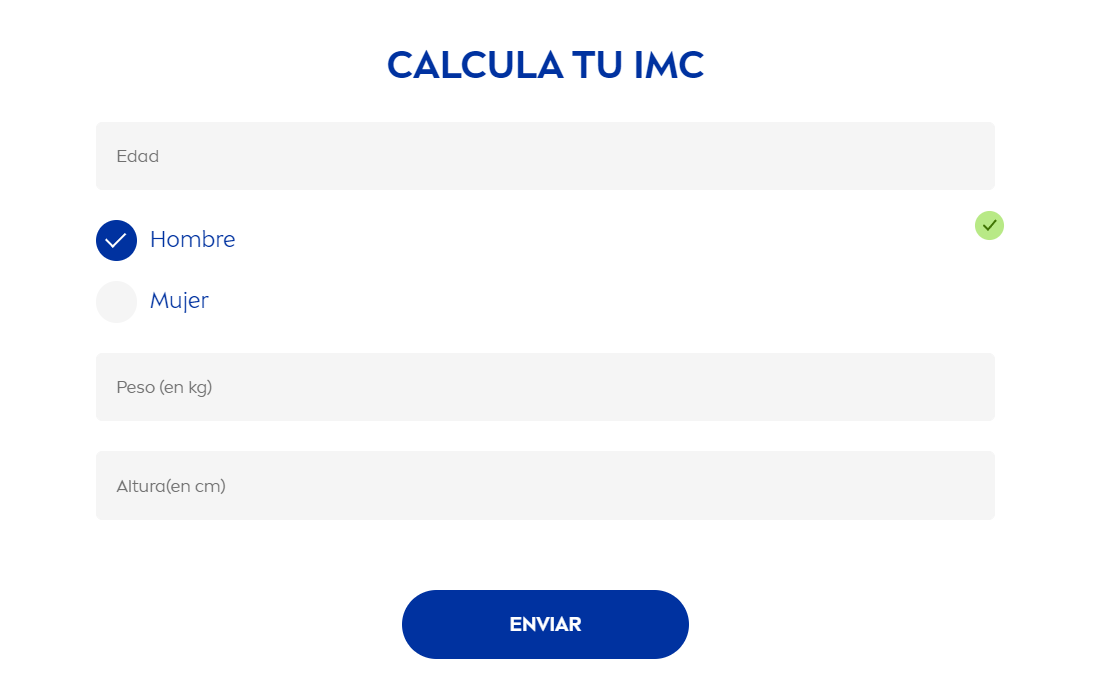 CALCULA TU IMC
Edad
Hombre
Mujer
Peso (en kg)
Altura(en cm)
ENVIAR